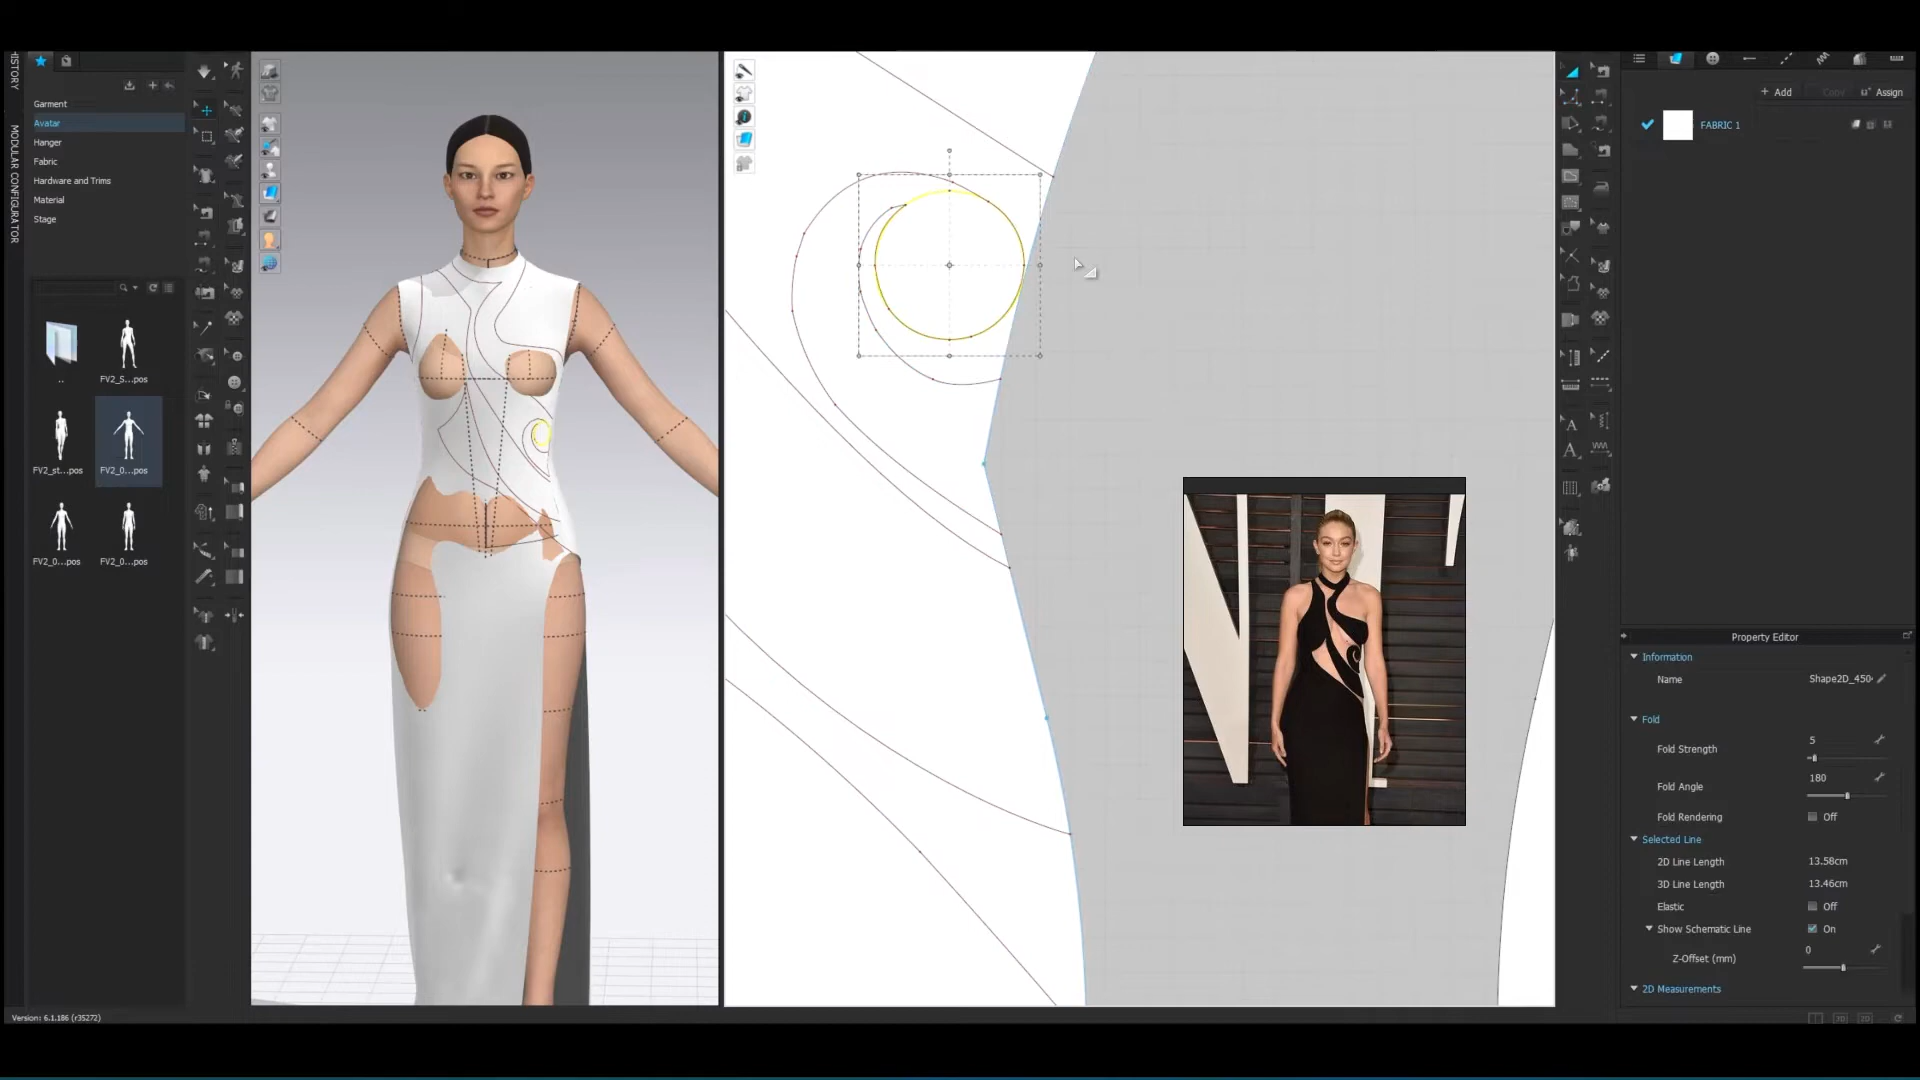 HISTORY
MODULAR CONFIGURATOR
Garment
Avatar
Hanger
Fabric
Hardware and Trims
Material
Stage
..
FV2_S...pos
FV2_st...pos
FV2_0...pos
FV2_0...pos
FV2_0...pos
Version: 6.1.186 (r35272)
+ Add
Copy
Assign
FABRIC 1
Property Editor
Information
Name
Shape2D_450
Fold
Fold Strength
5
Fold Angle
180
Fold Rendering
Off
Selected Line
2D Line Length
13.58cm
3D Line Length
13.46cm
Elastic
Off
Show Schematic Line
On
Z-Offset (mm)
0
2D Measurements
3D
2D